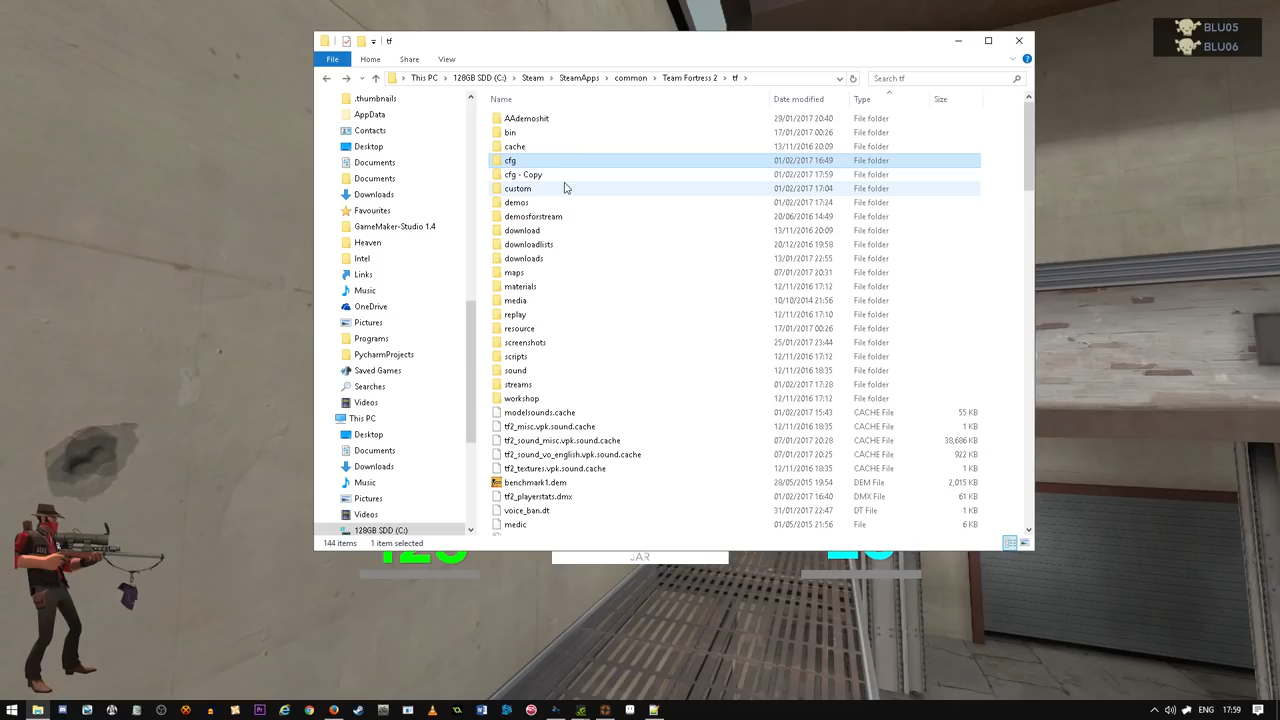 BLU05
BLU06
tf
File Home Share View
This PC 128GB SDD (C:) Steam SteamApps common Team Fortress 2 tf
Search tf
.thumbnails
AppData
Contacts
Desktop
Documents
Documents
Downloads
Favourites
GameMaker-Studio 1.4
Heaven
Intel
Links
Music
OneDrive
Pictures
Programs
PycharmProjects
Saved Games
Searches
Videos
This PC
Desktop
Documents
Downloads
Music
Pictures
Videos
128GB SDD (C:)
Name Date modified Type Size
AAdemoshit 29/01/2017 20:40 File folder
bin 17/01/2017 00:26 File folder
cache 13/11/2016 20:09 File folder
cfg 01/02/2017 16:49 File folder
cfg - Copy 01/02/2017 17:59 File folder
custom 01/02/2017 17:04 File folder
demos 01/02/2017 17:24 File folder
demosforstream 20/06/2016 14:49 File folder
download 13/11/2016 20:09 File folder
downloadlists 20/12/2016 19:58 File folder
downloads 13/01/2017 22:55 File folder
maps 07/01/2017 20:31 File folder
materials 12/11/2016 17:12 File folder
media 10/10/2014 21:56 File folder
replay 12/11/2016 17:10 File folder
resource 17/01/2017 00:26 File folder
screenshots 25/01/2017 23:44 File folder
scripts 12/11/2016 17:12 File folder
sound 12/11/2016 18:35 File folder
streams 01/02/2017 17:28 File folder
workshop 12/11/2016 17:12 File folder
modelsounds.cache 01/02/2017 15:43 CACHE File 55 KB
tf2_misc.vpk.sound.cache 12/11/2016 18:35 CACHE File 1 KB
tf2_sound_misc.vpk.sound.cache 07/01/2017 20:28 CACHE File 38,686 KB
tf2_sound_vo_english.vpk.sound.cache 07/01/2017 20:25 CACHE File 922 KB
tf2_textures.vpk.sound.cache 12/11/2016 18:35 CACHE File 1 KB
benchmark1.dem 28/05/2015 19:54 DEM File 2,015 KB
tf2_playerstats.dmx 01/02/2017 16:40 DMX File 61 KB
voice_ban.dt 31/01/2017 22:47 DT File 1 KB
medic 01/05/2015 21:56 File 6 KB
144 items 1 item selected
JAR
ENG 17:59